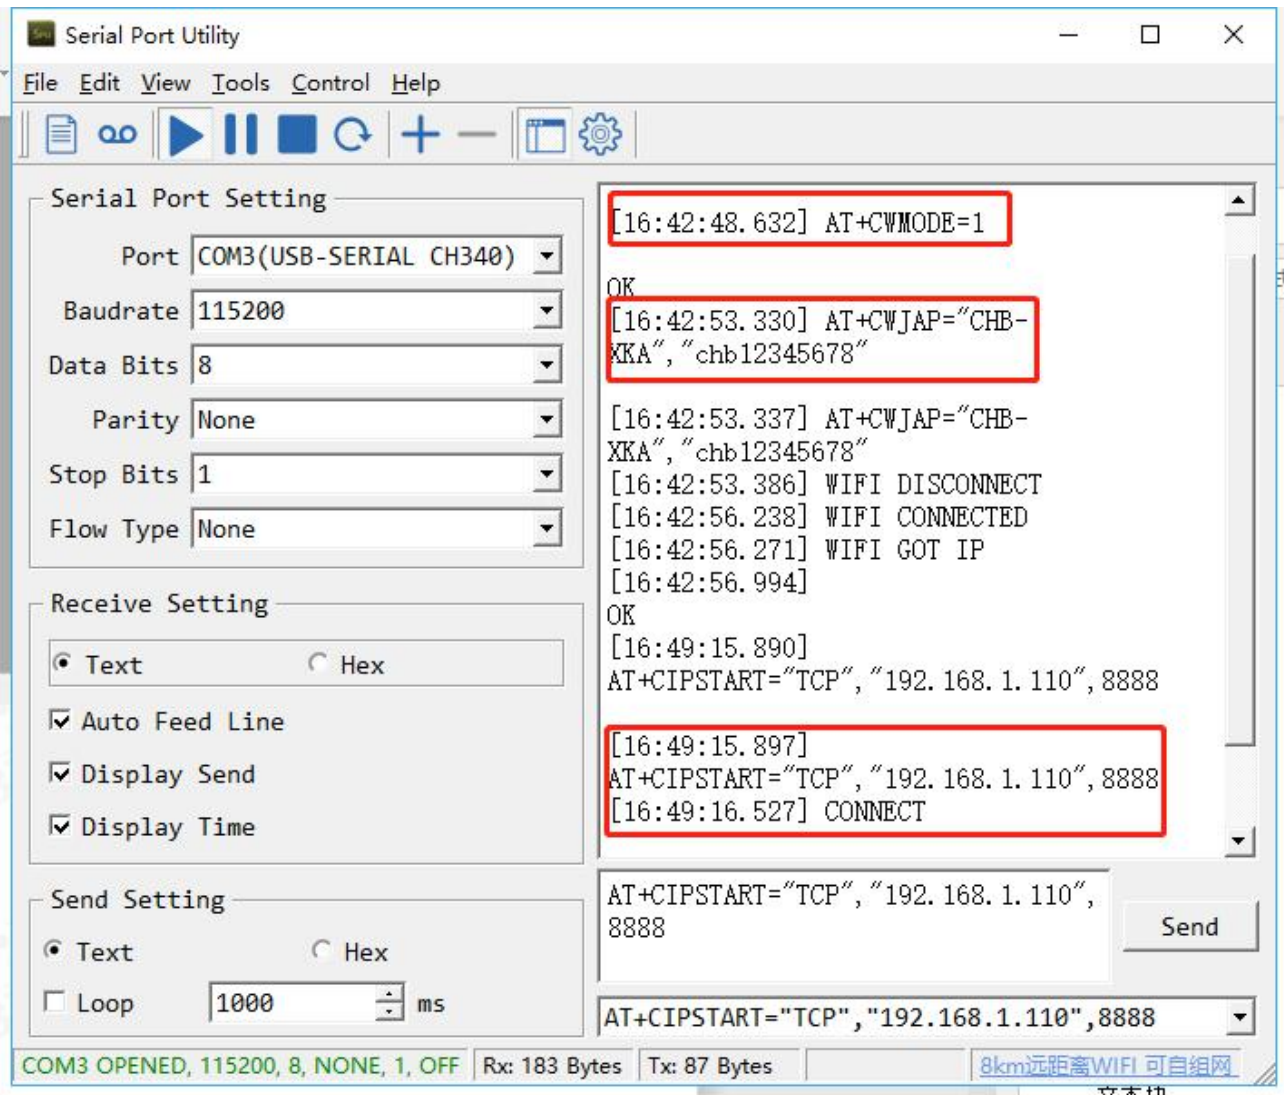 Serial Port Utility
File Edit View Tools Control Help
Serial Port Setting
Port COM3(USB-SERIAL CH340)
Baudrate 115200
Data Bits 8
Parity None
Stop Bits 1
Flow Type None
Receive Setting
Text Hex
Auto Feed Line
Display Send
Display Time
Send Setting
Text Hex
Loop 1000 ms
[16:42:48.632] AT+CWMODE=1
OK
[16:42:53.330] AT+CWJAP="CHB-
XKA","chb12345678"
[16:42:53.337] AT+CWJAP="CHB-
XKA","chb12345678"
[16:42:53.386] WIFI DISCONNECT
[16:42:56.238] WIFI CONNECTED
[16:42:56.271] WIFI GOT IP
[16:42:56.994]
OK
[16:49:15.890]
AT+CIPSTART="TCP","192.168.1.110",8888
[16:49:15.897]
AT+CIPSTART="TCP","192.168.1.110",8888
[16:49:16.527] CONNECT
AT+CIPSTART="TCP","192.168.1.110",
8888
Send
AT+CIPSTART="TCP","192.168.1.110",8888
COM3 OPENED, 115200, 8, NONE, 1, OFF Rx: 183 Bytes Tx: 87 Bytes 8km远距离WIFI 可自组网